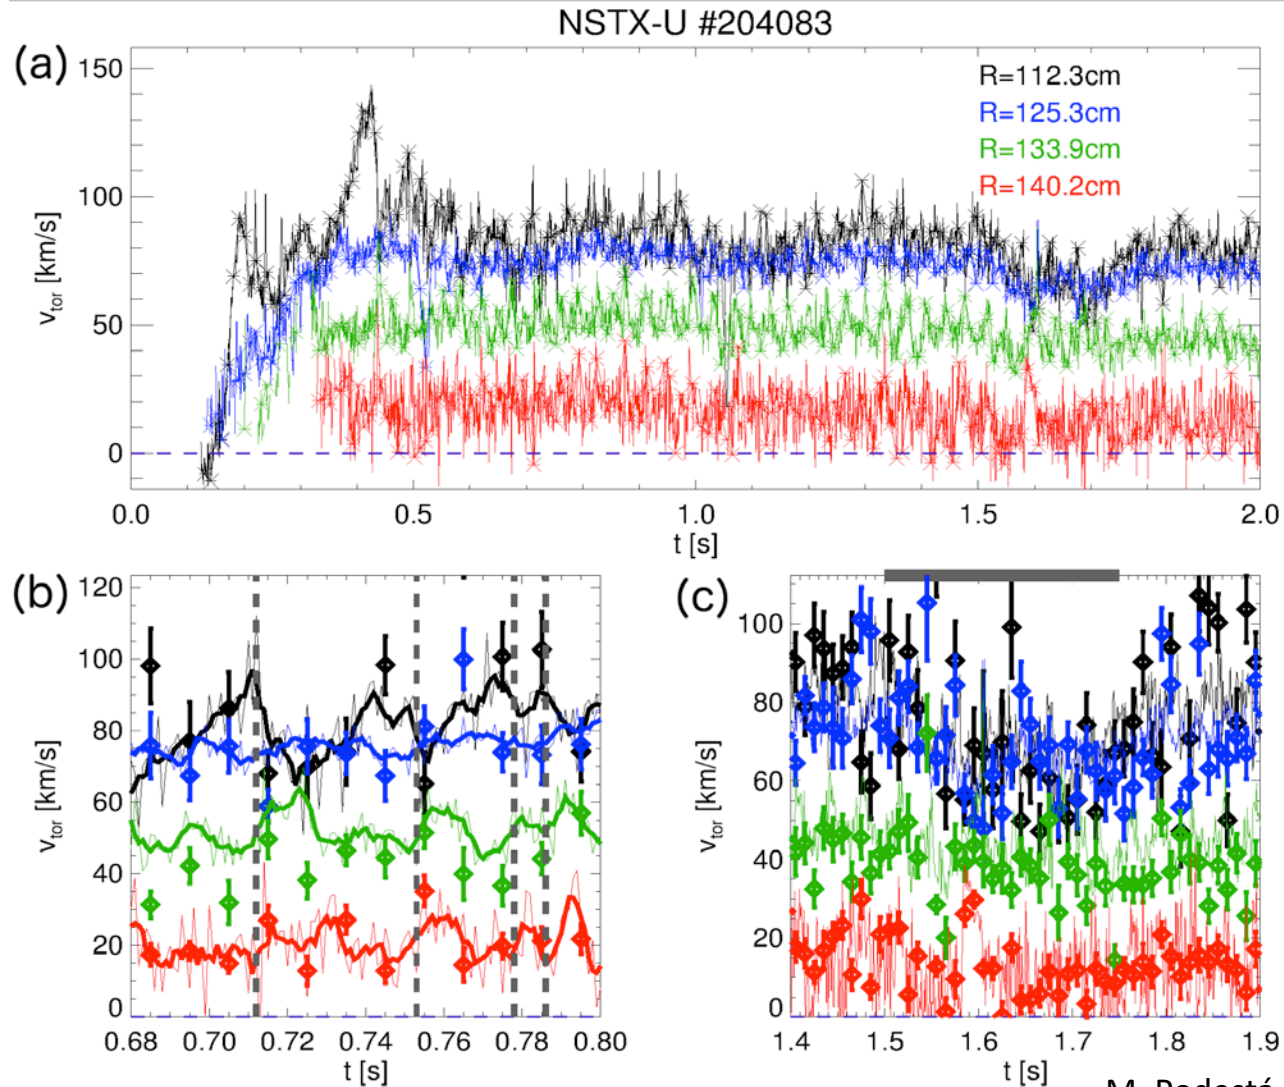 NSTX-U #204083
(a)
R=112.3cm
R=125.3cm
R=133.9cm
R=140.2cm
150
100
50
0
v_tor [km/s]
0.0 0.5 1.0 1.5 2.0
t [s]
(b)
120
100
80
60
40
20
0
v_tor [km/s]
0.68 0.70 0.72 0.74 0.76 0.78 0.80
t [s]
(c)
100
80
60
40
20
0
v_tor [km/s]
1.4 1.5 1.6 1.7 1.8 1.9
t [s]